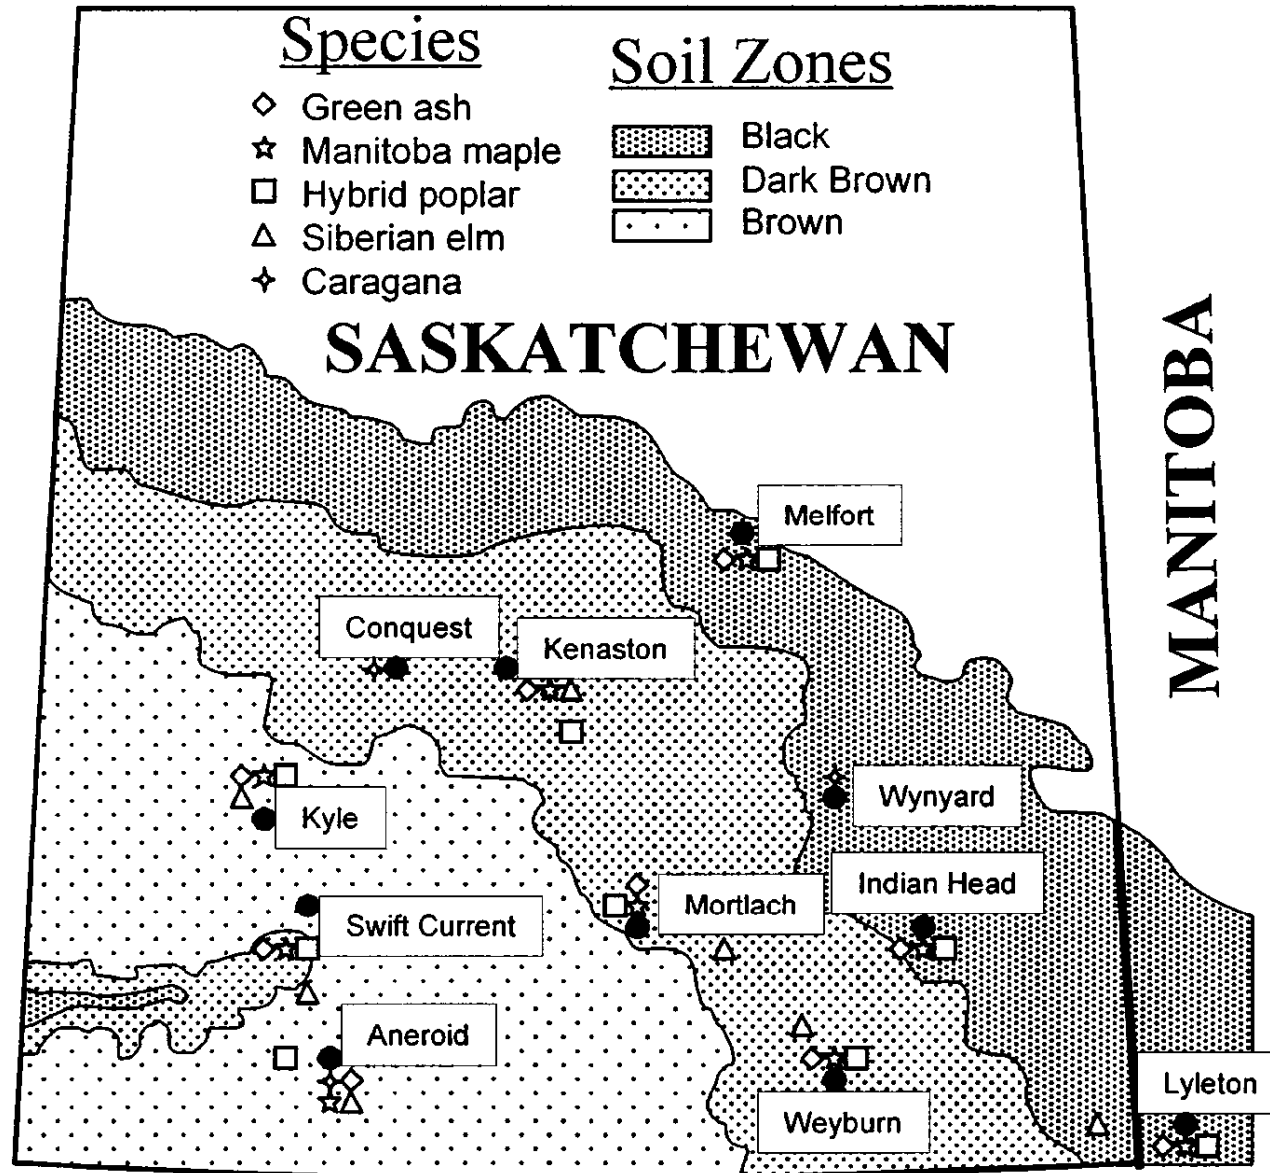 Species
Green ash
Manitoba maple
Hybrid poplar
Siberian elm
Caragana
Soil Zones
Black
Dark Brown
Brown
SASKATCHEWAN
MANITOBA
Melfort
Conquest
Kenaston
Wynyard
Kyle
Indian Head
Mortlach
Swift Current
Aneroid
Lyleton
Weyburn